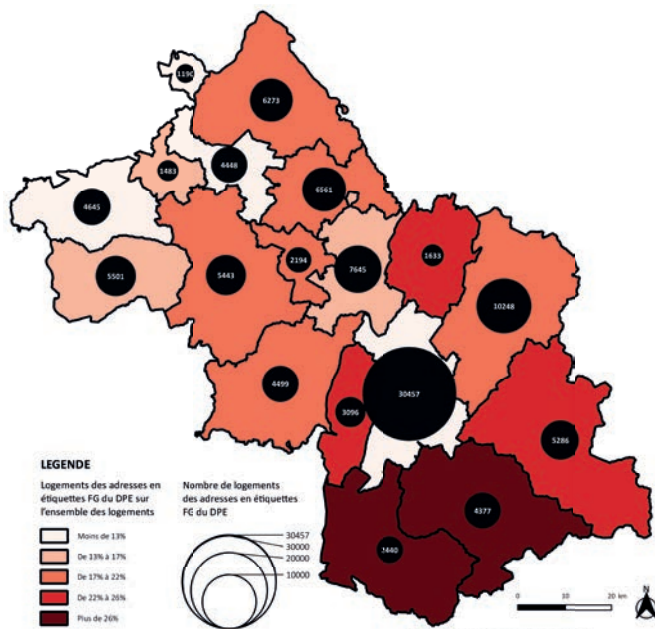 6273
4448
1483
6561
4645
2194
7645
1633
5501
5443
10248
4499
3096
30457
5286
4377
LEGENDE
Logements des adresses en
étiquettes FG du DPE sur
l'ensemble des logements
Moins de 13%
De 13% à 17%
De 17% à 22%
De 22% à 26%
Plus de 26%
Nombre de logements
des adresses en étiquettes
FG du DPE
30457
30000
20000
10000
0 10 20 km
N